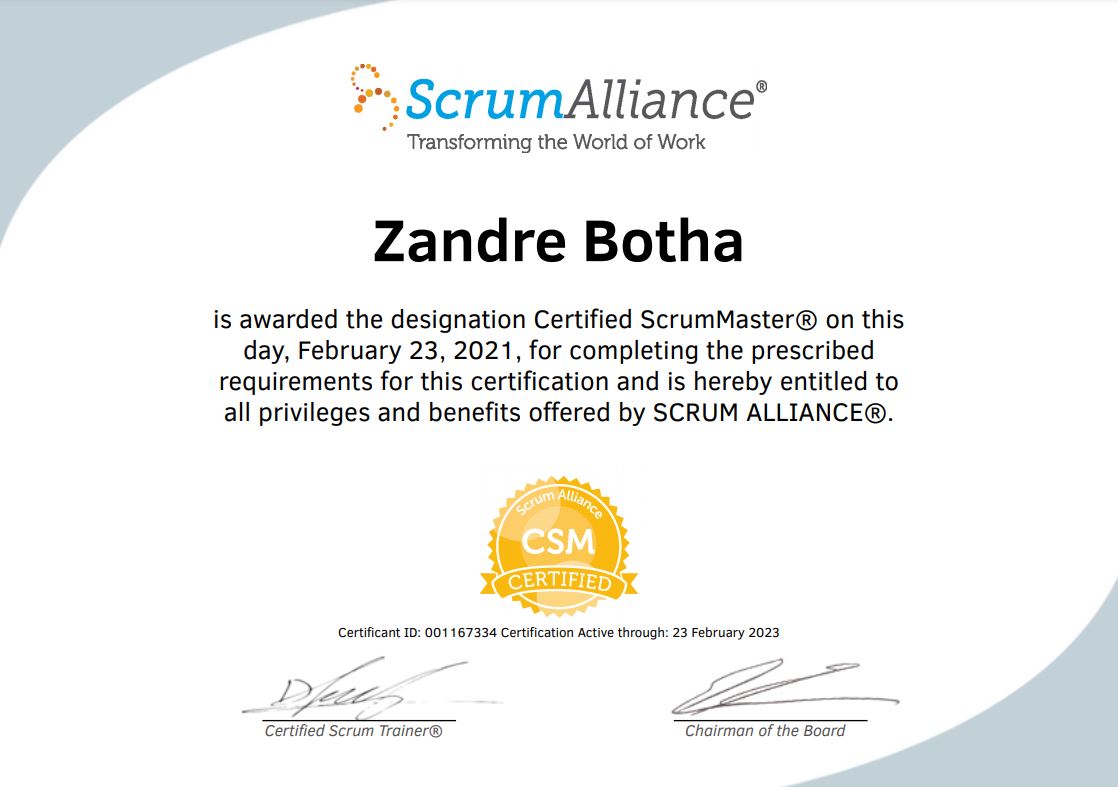 ScrumAlliance®
Transforming the World of Work
Zandre Botha
is awarded the designation Certified ScrumMaster® on this
day, February 23, 2021, for completing the prescribed
requirements for this certification and is hereby entitled to
all privileges and benefits offered by SCRUM ALLIANCE®.
Scrum Alliance
CSM
CERTIFIED
Certificant ID: 001167334 Certification Active through: 23 February 2023
Certified Scrum Trainer®
Chairman of the Board